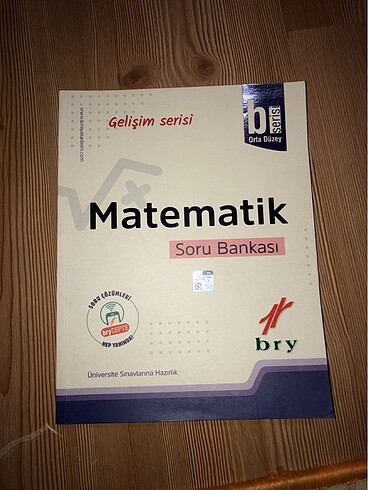 Gelişim serisi
b serisi
Orta Düzey
Matematik
Soru Bankası
SORU ÇÖZÜMLERİ
bryCEPTE
HEP YANINDA!
bry
Üniversite Sınavlarına Hazırlık